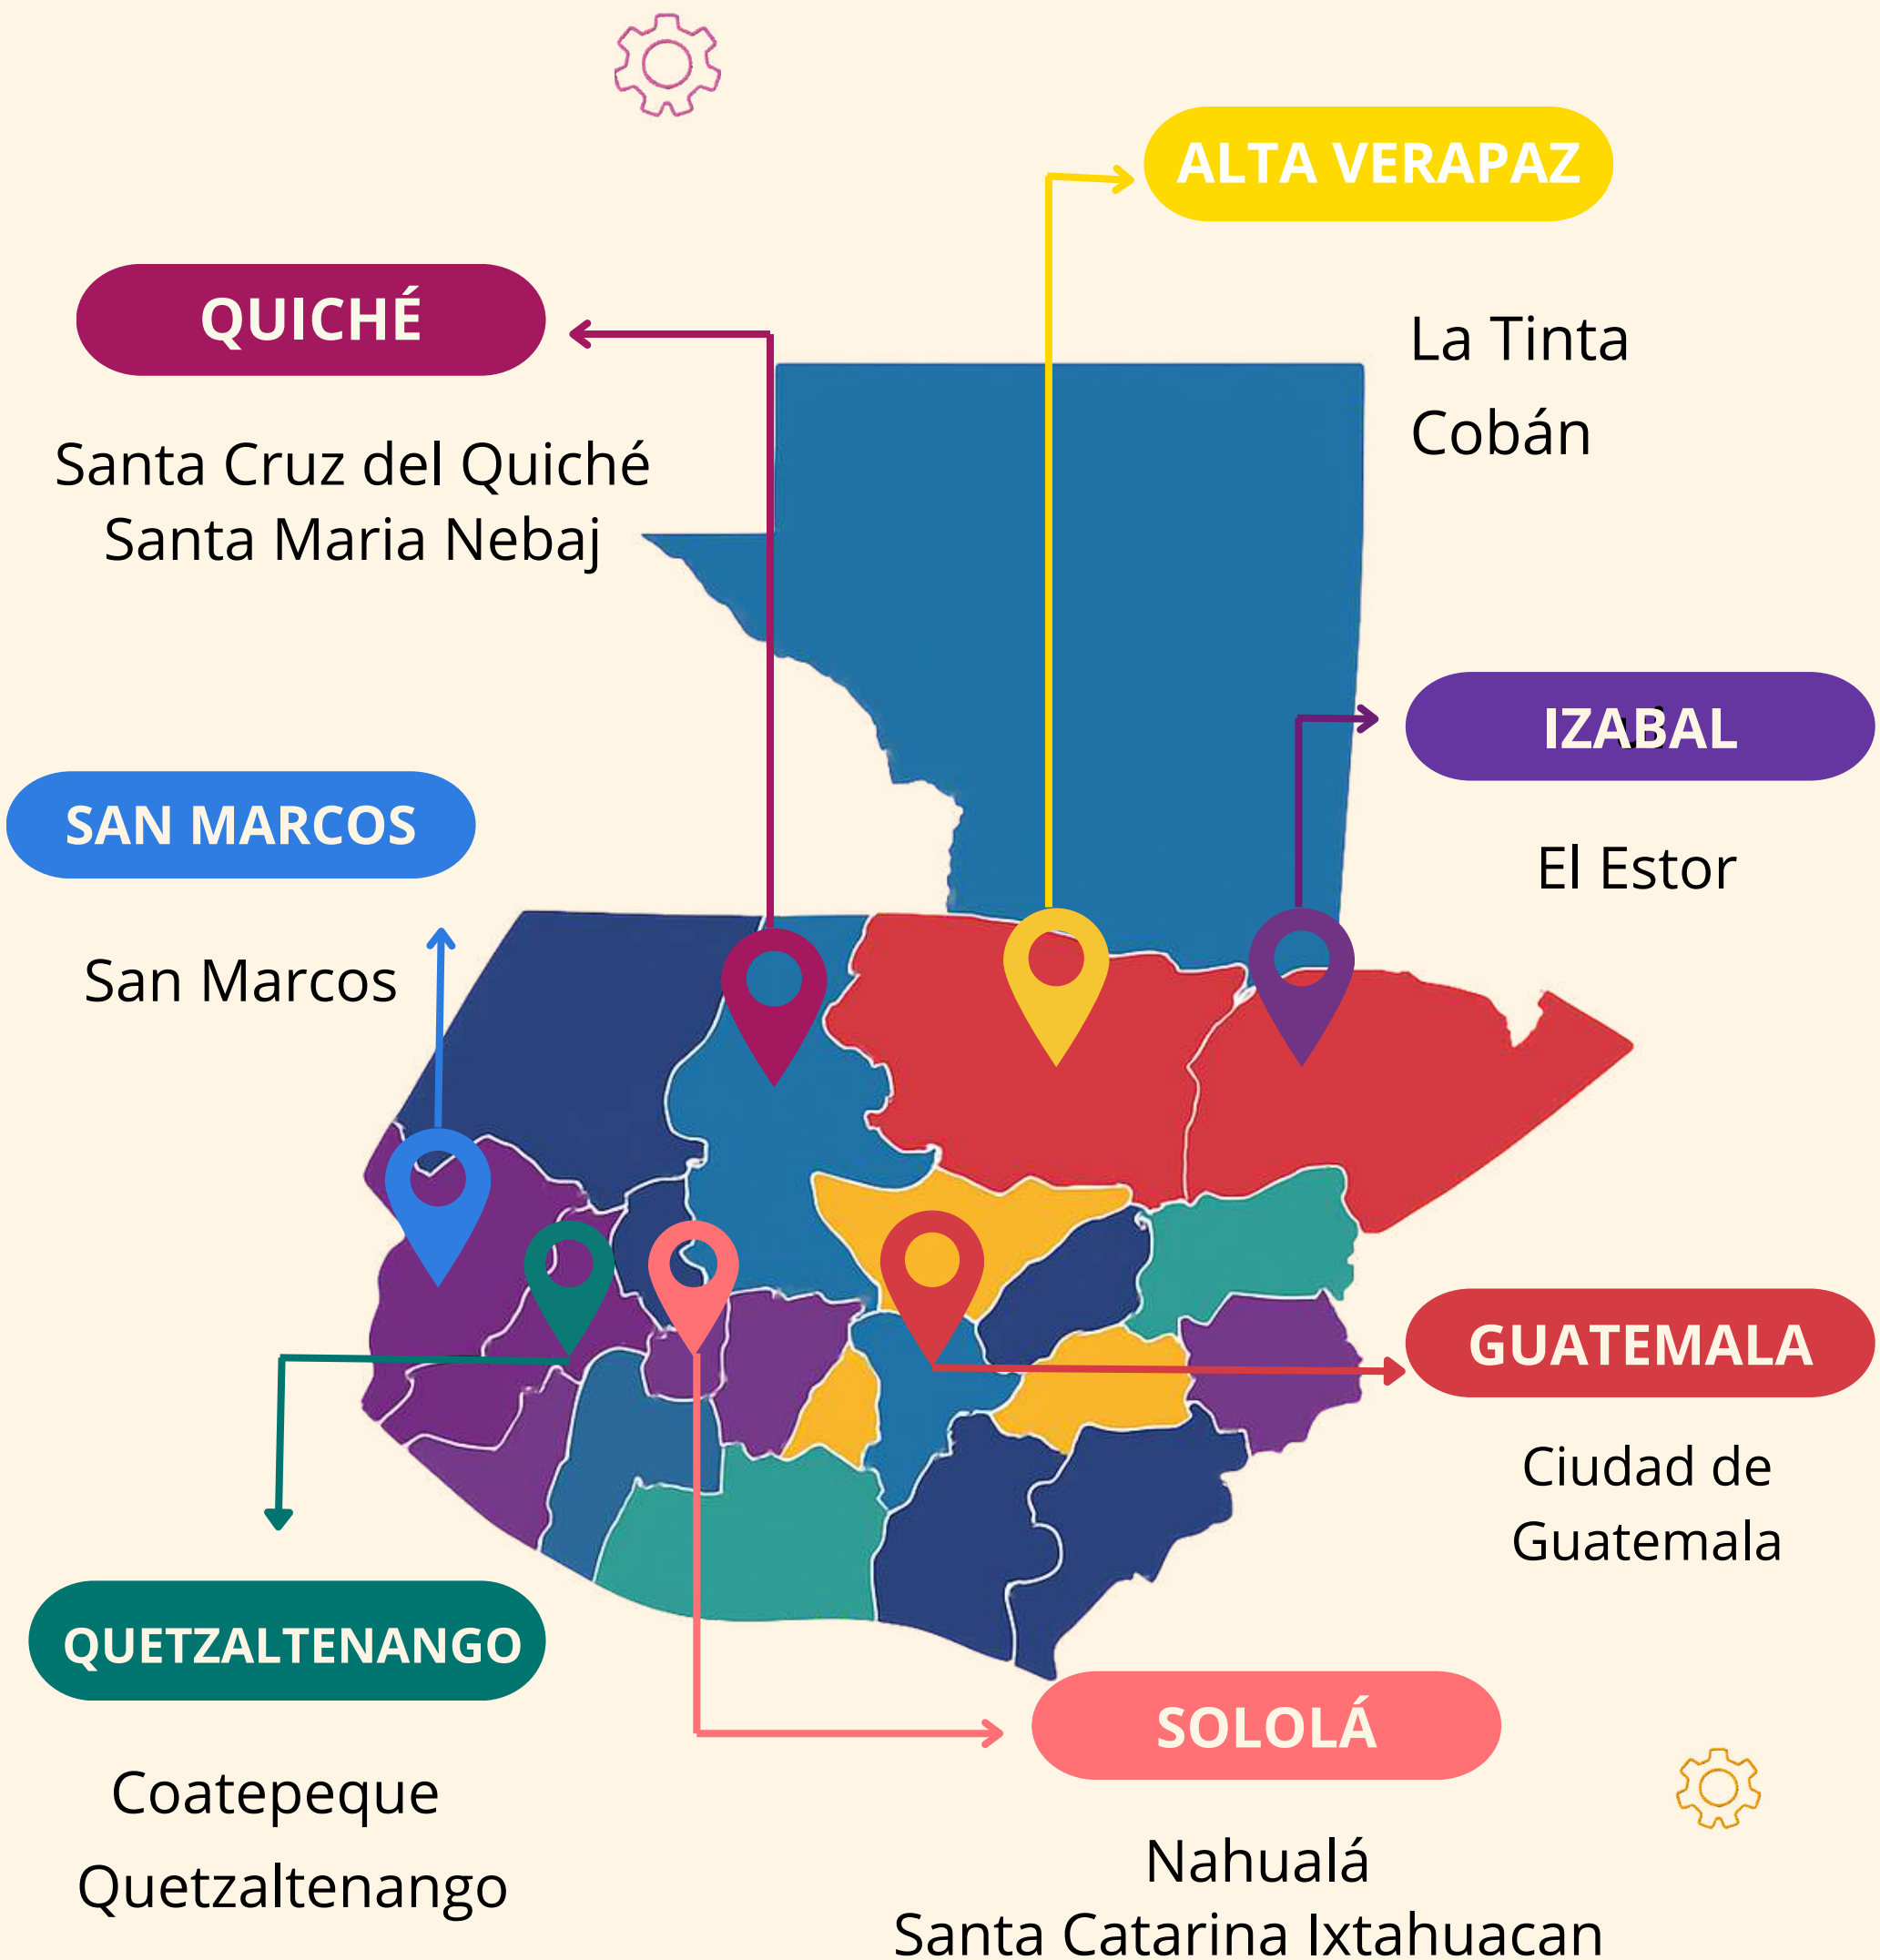 ALTA VERAPAZ
La Tinta
Cobán
QUICHÉ
Santa Cruz del Quiché
Santa Maria Nebaj
IZABAL
El Estor
SAN MARCOS
San Marcos
GUATEMALA
Ciudad de
Guatemala
QUETZALTENANGO
Coatepeque
Quetzaltenango
SOLOLÁ
Nahualá
Santa Catarina Ixtahuacan